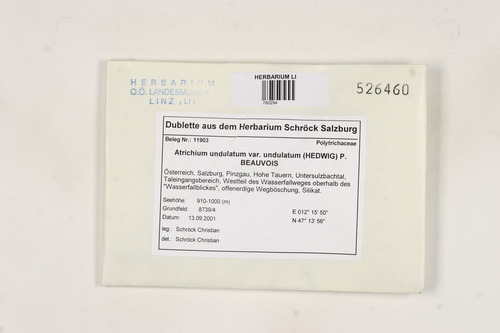 HERBARIUM
O.Ö. LANDESMUSEUM
LINZ (LI)
HERBARIUM LI
760294
526460
Dublette aus dem Herbarium Schröck Salzburg
Beleg Nr.: 11903
Polytrichaceae
Atrichium undulatum var. undulatum (HEDWIG) P.
BEAUVOIS
Österreich, Salzburg, Pinzgau, Hohe Tauern, Untersulzbachtal,
Taleingangsbereich, Westteil des Wasserfallweges oberhalb des
"Wasserfallblickes", offenerdige Wegböschung, Silikat.
Seehöhe: 910-1000 (m)
Grundfeld: 8739/4
E 012° 15' 50"
Datum: 13.09.2001
N 47° 13' 56"
leg.: Schröck Christian
det.: Schröck Christian